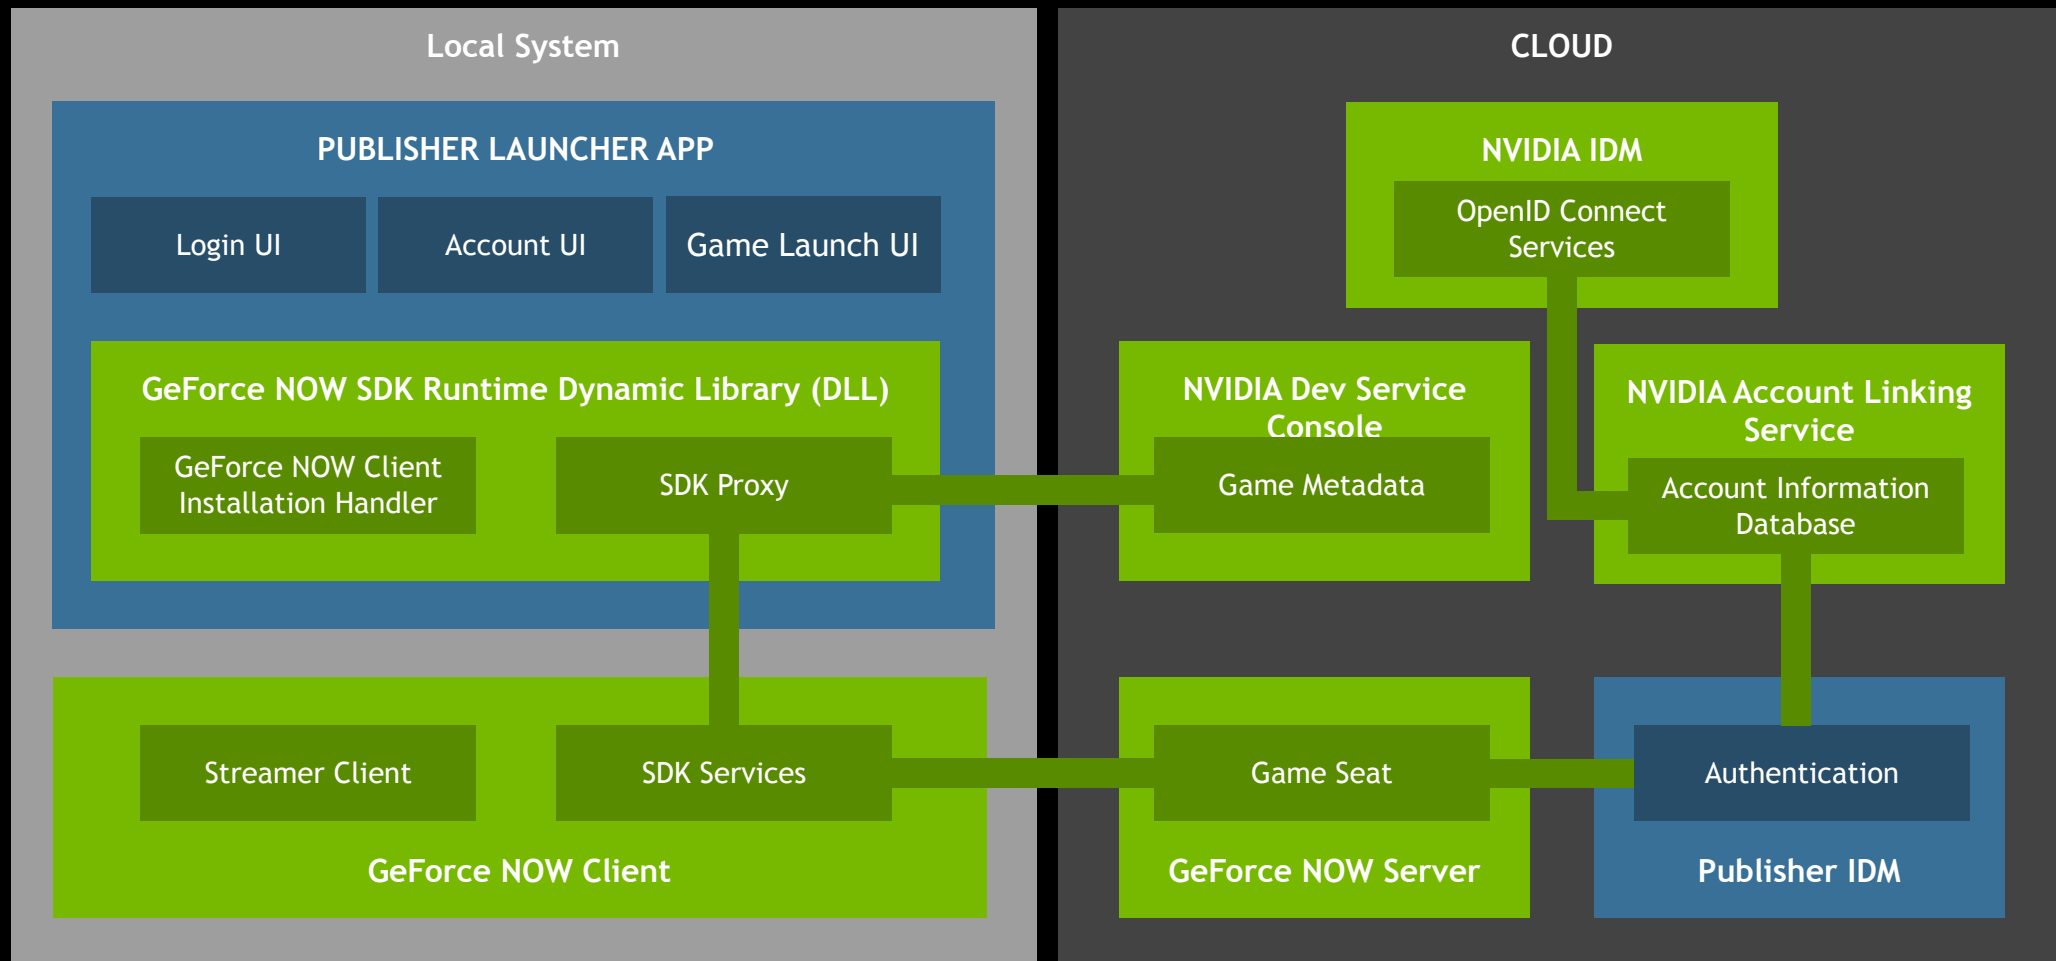 Local System
PUBLISHER LAUNCHER APP
Login UI
Account UI
Game Launch UI
GeForce NOW SDK Runtime Dynamic Library (DLL)
GeForce NOW Client
Installation Handler
SDK Proxy
Streamer Client
SDK Services
GeForce NOW Client
CLOUD
NVIDIA IDM
OpenID Connect
Services
NVIDIA Dev Service
Console
Game Metadata
NVIDIA Account Linking
Service
Account Information
Database
Game Seat
GeForce NOW Server
Authentication
Publisher IDM